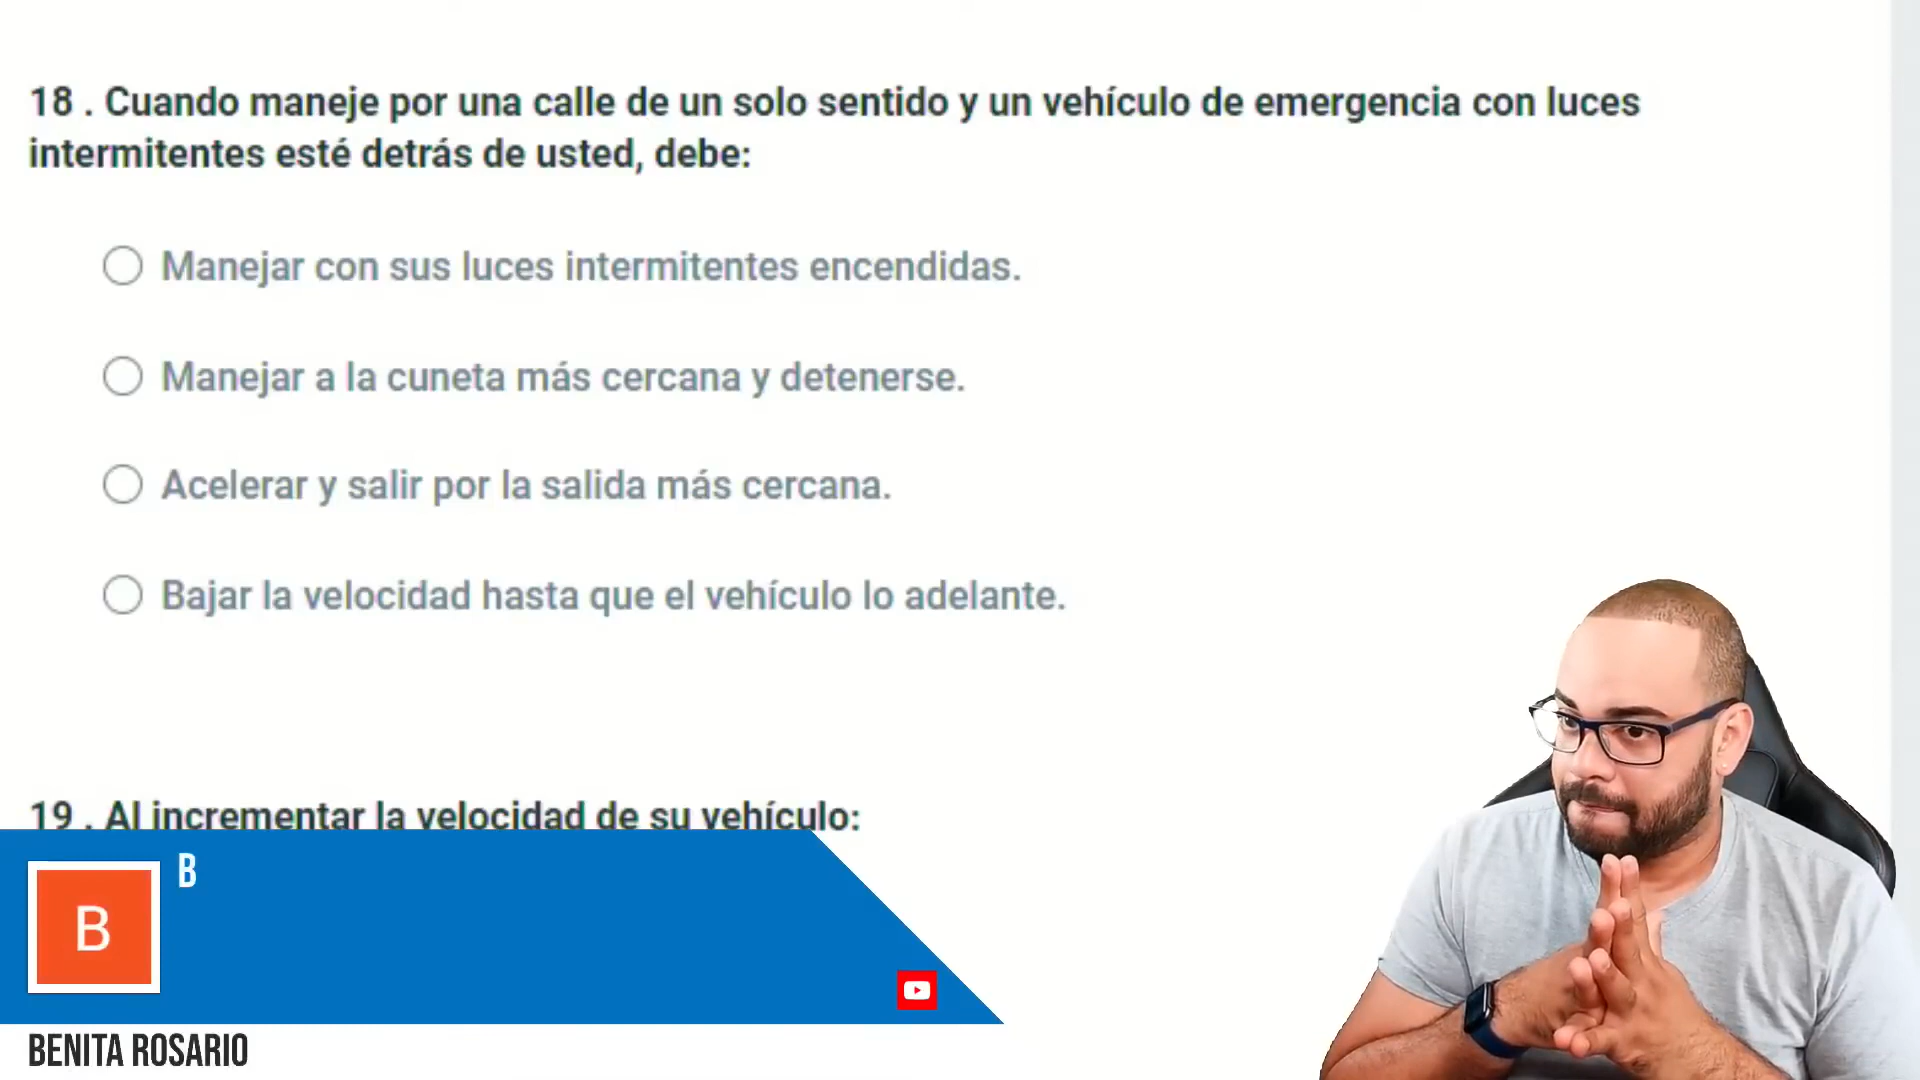 18 . Cuando maneje por una calle de un solo sentido y un vehículo de emergencia con luces
intermitentes esté detrás de usted, debe:
Manejar con sus luces intermitentes encendidas.
Manejar a la cuneta más cercana y detenerse.
Acelerar y salir por la salida más cercana.
Bajar la velocidad hasta que el vehículo lo adelante.
19 . Al incrementar la velocidad de su vehículo:
B
B
BENITA ROSARIO